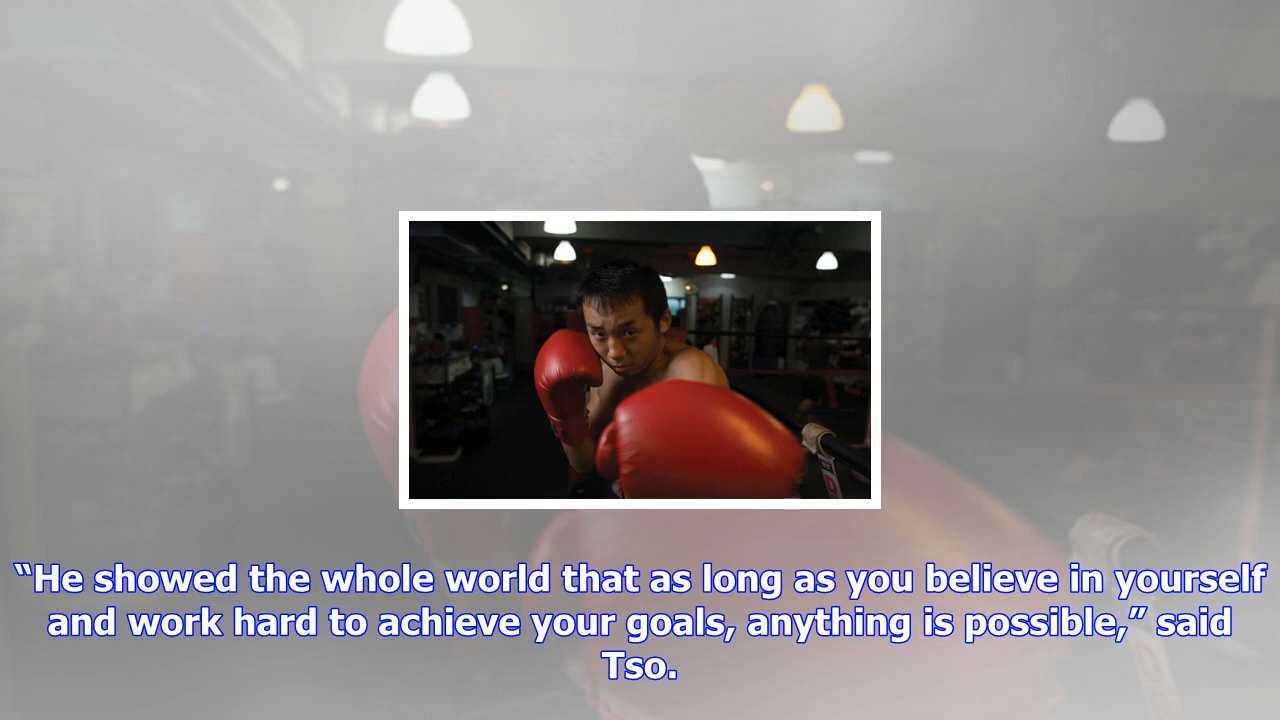 “He showed the whole world that as long as you believe in yourself
and work hard to achieve your goals, anything is possible,” said
Tso.